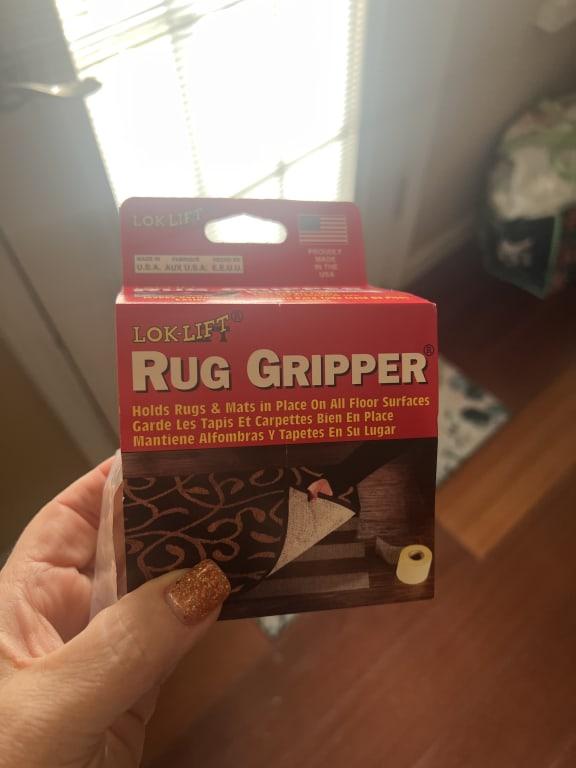 LOK LIFT
MADE IN FABRIQUÉ HECHO EN
U.S.A. AUX U.S.A. E.E.U.U.
PROUDLY
MADE
IN THE
USA
LOK-LIFT®
RUG GRIPPER®
Holds Rugs & Mats in Place On All Floor Surfaces
Garde Les Tapis Et Carpettes Bien En Place
Mantiene Alfombras Y Tapetes En Su Lugar